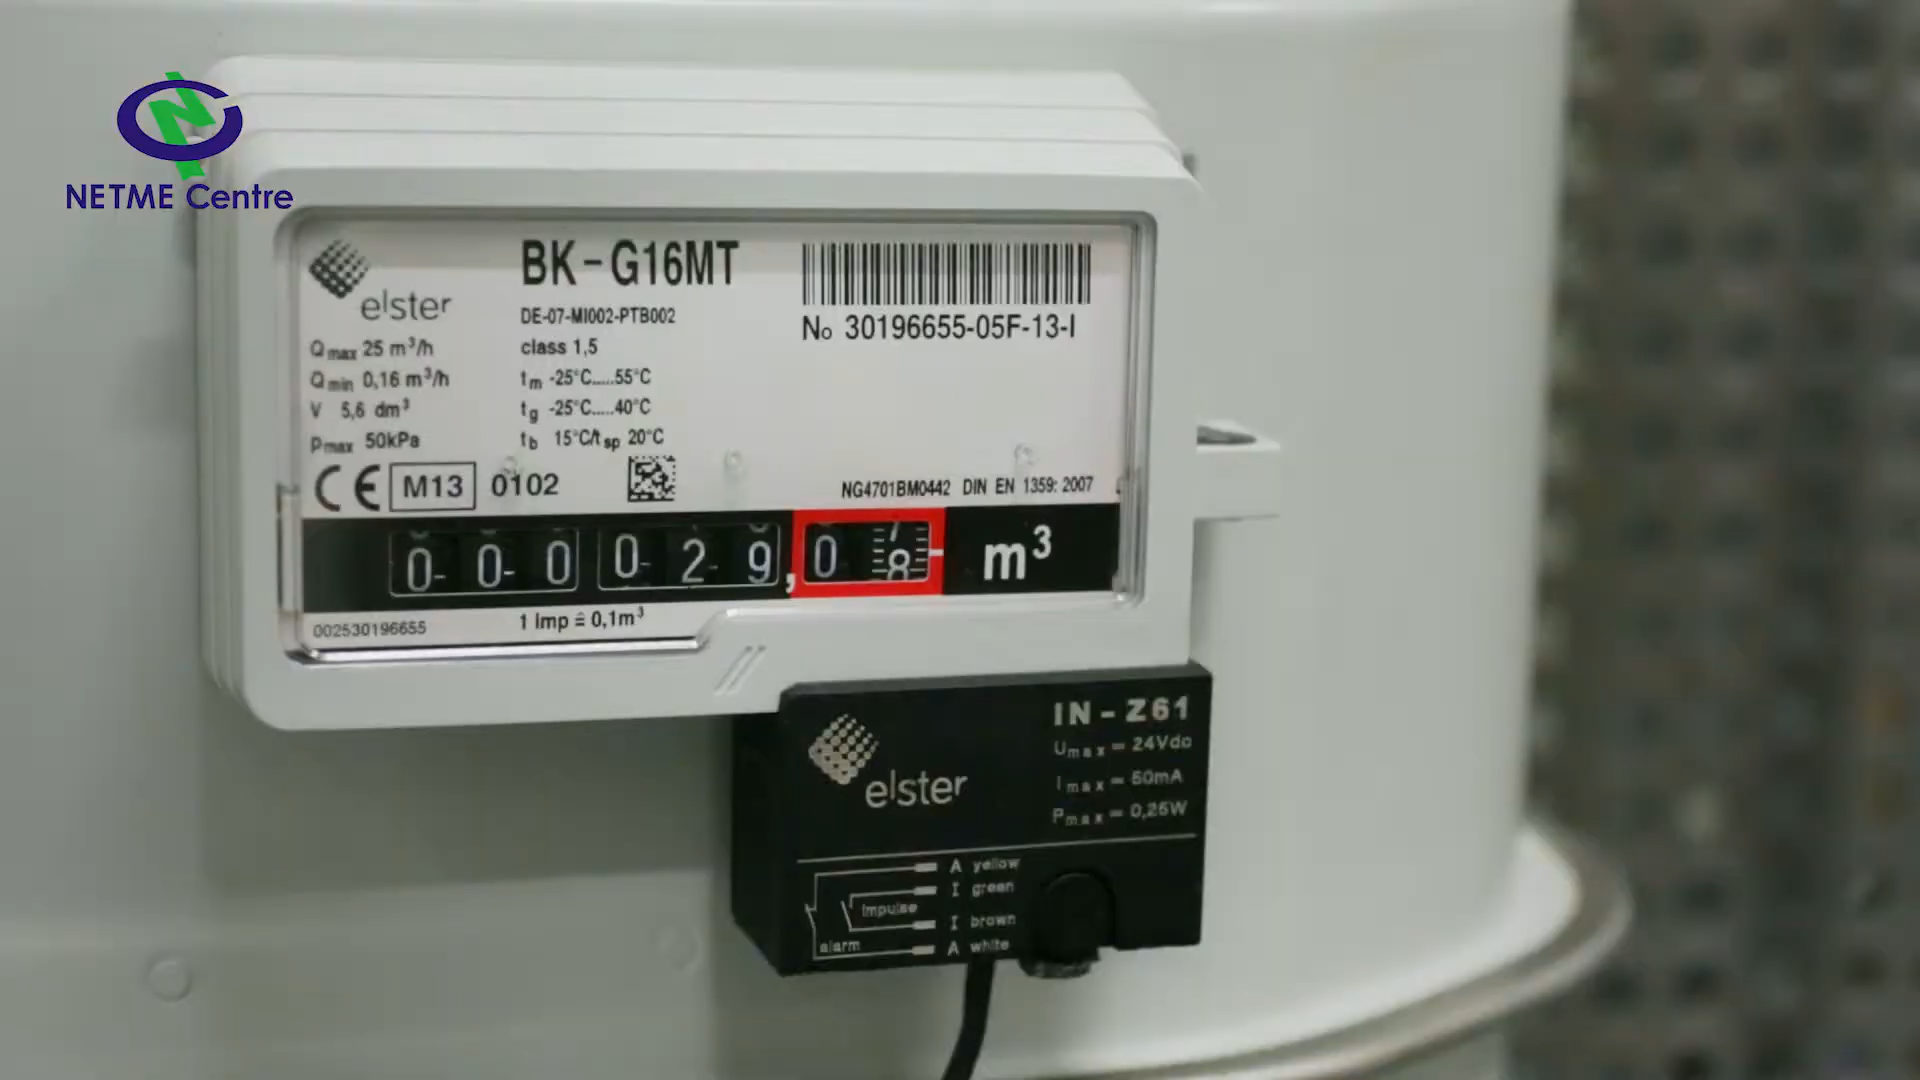 NETME Centre
elster
BK-G16MT
DE-07-MI002-PTB002
class 1,5
No 30196655-05F-13-I
Qmax 25 m³/h
Qmin 0,16 m³/h
V 5,6 dm³
pmax 50kPa
tm -25°C.....55°C
tg -25°C.....40°C
tb 15°C/tsp 20°C
CE M13 0102
NG4701BM0442 DIN EN 1359: 2007
0 0 0 0 2 9 , 0 8 m³
002530196655
1 Imp ≙ 0,1m³
elster
IN-Z61
Umax = 24Vdc
Imax = 50mA
Pmax = 0,25W
A yellow
I green
impulse
I brown
alarm
A white